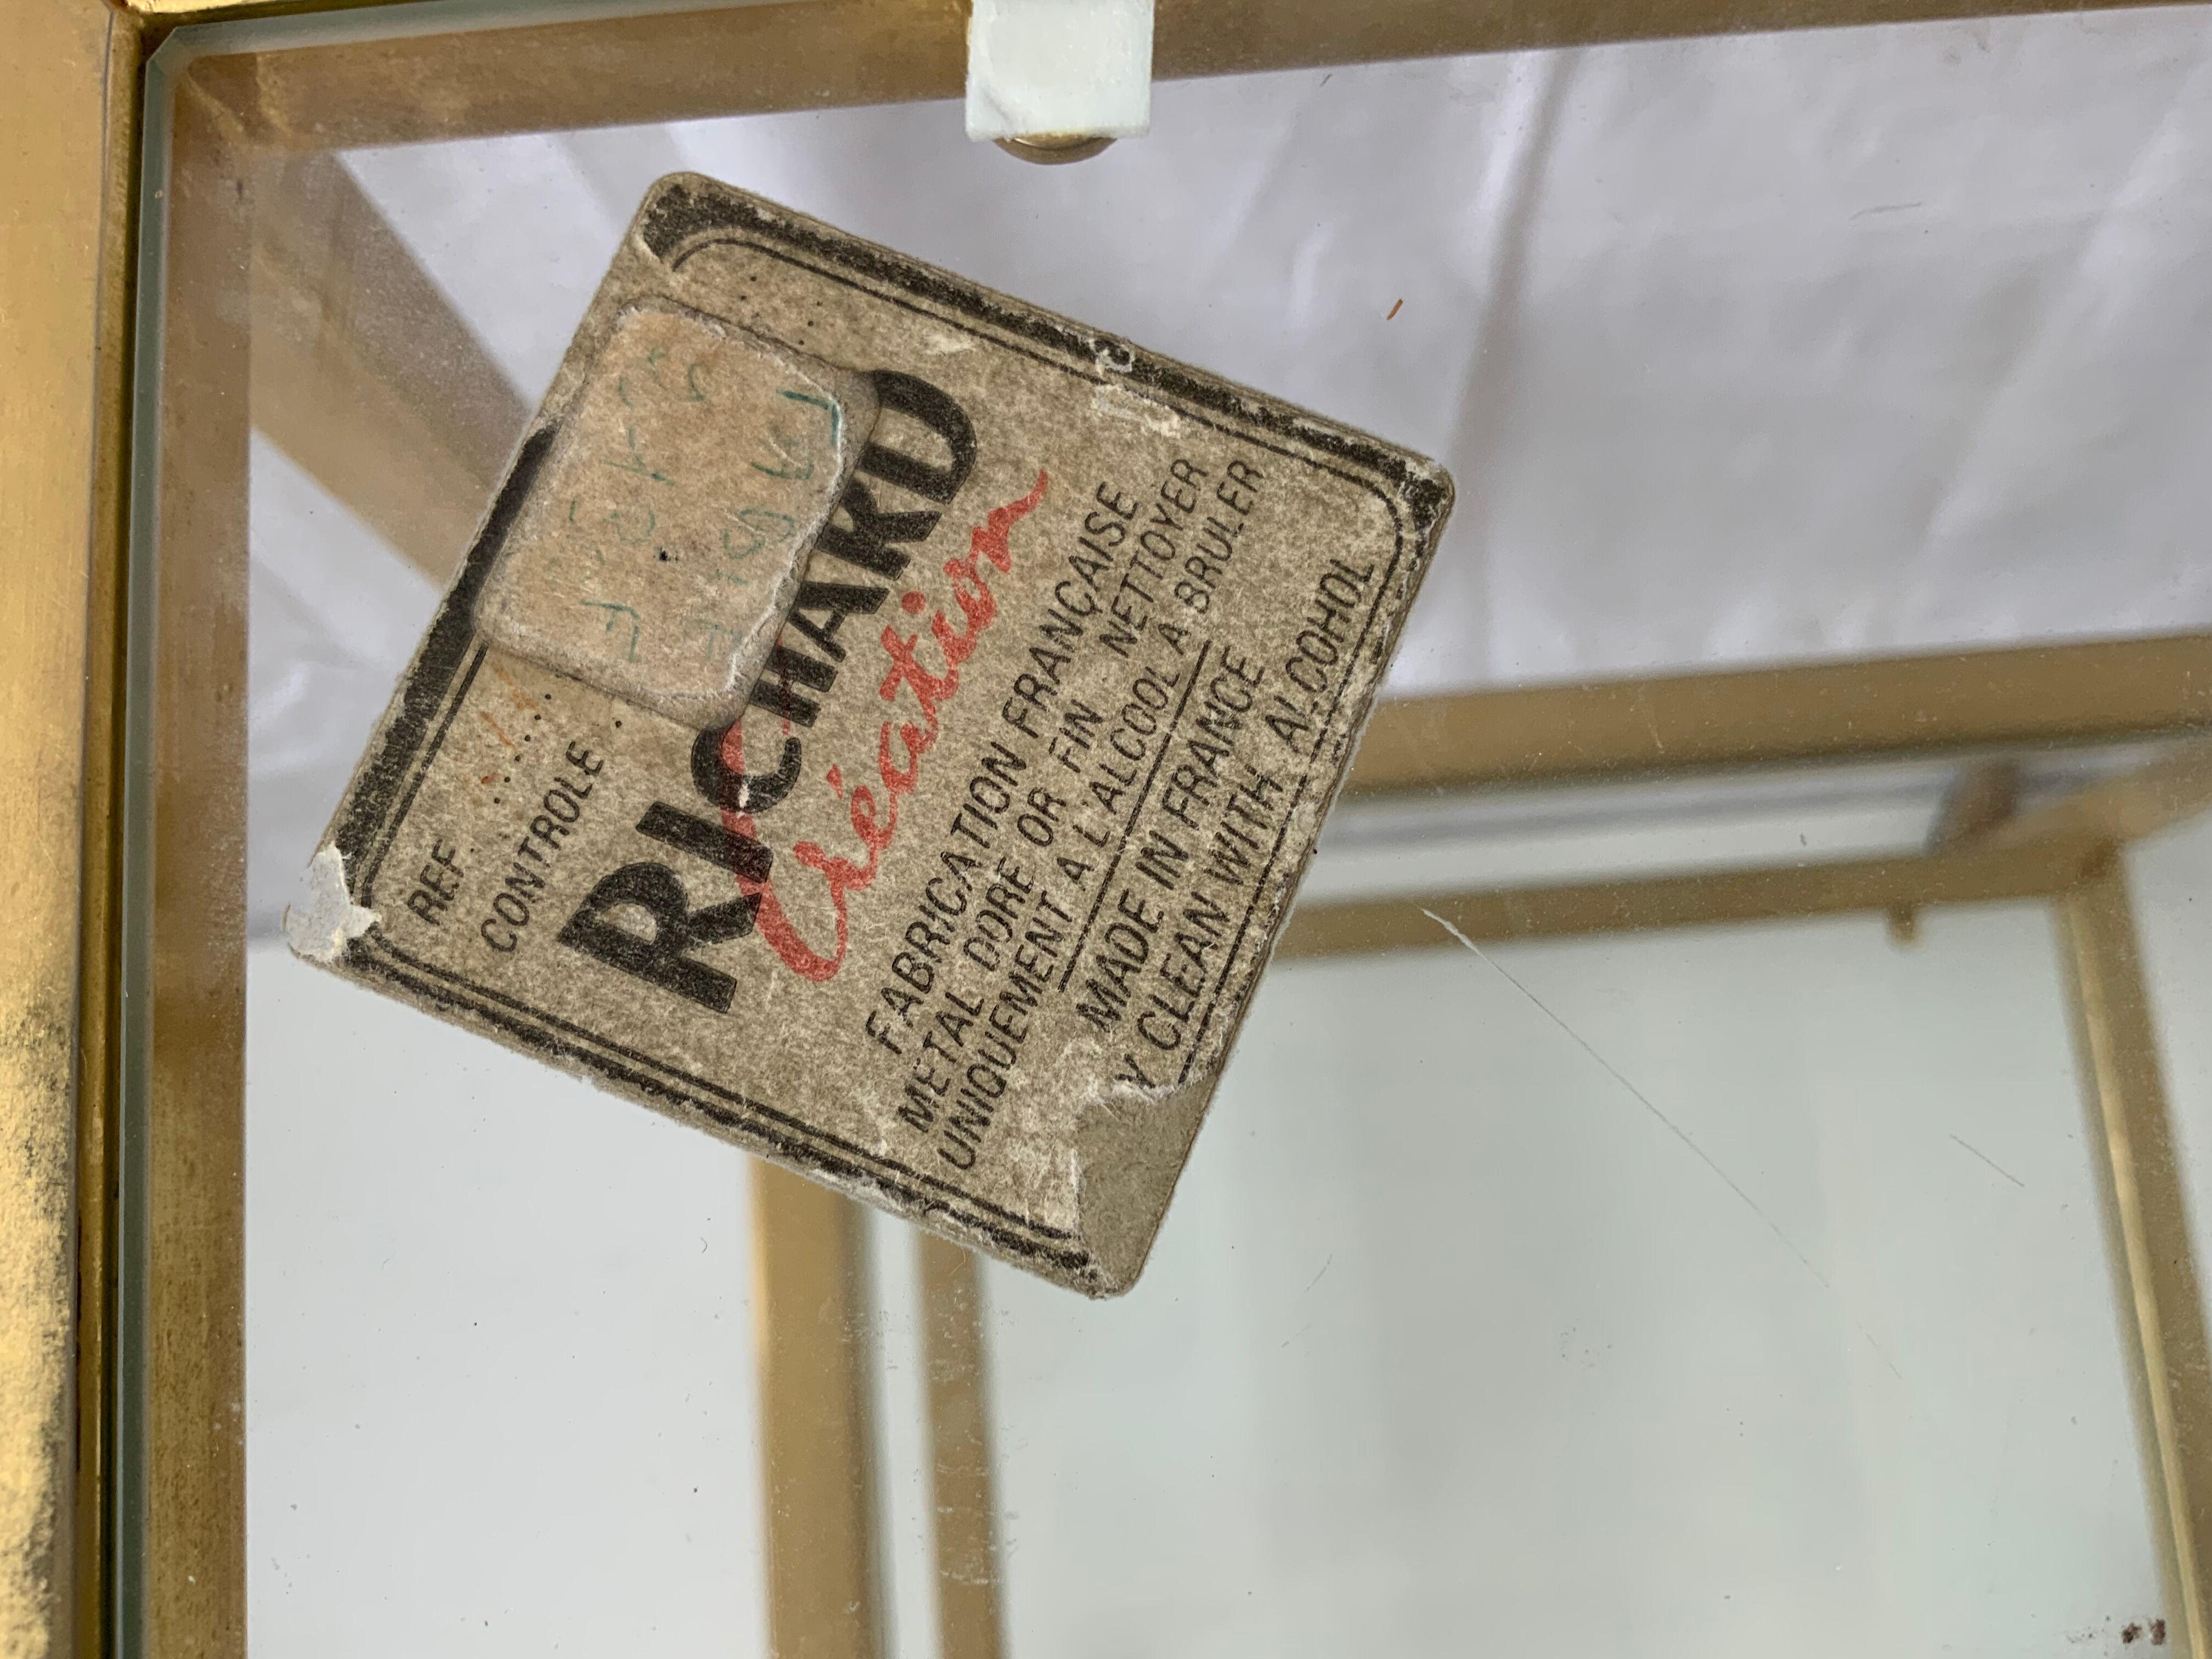 REF.
CONTROLE
RICHARD
Création
FABRICATION FRANÇAISE
METAL DORE OR FIN NETTOYER
UNIQUEMENT A L'ALCOOL A BRULER
MADE IN FRANCE
Y CLEAN WITH ALCOHOL